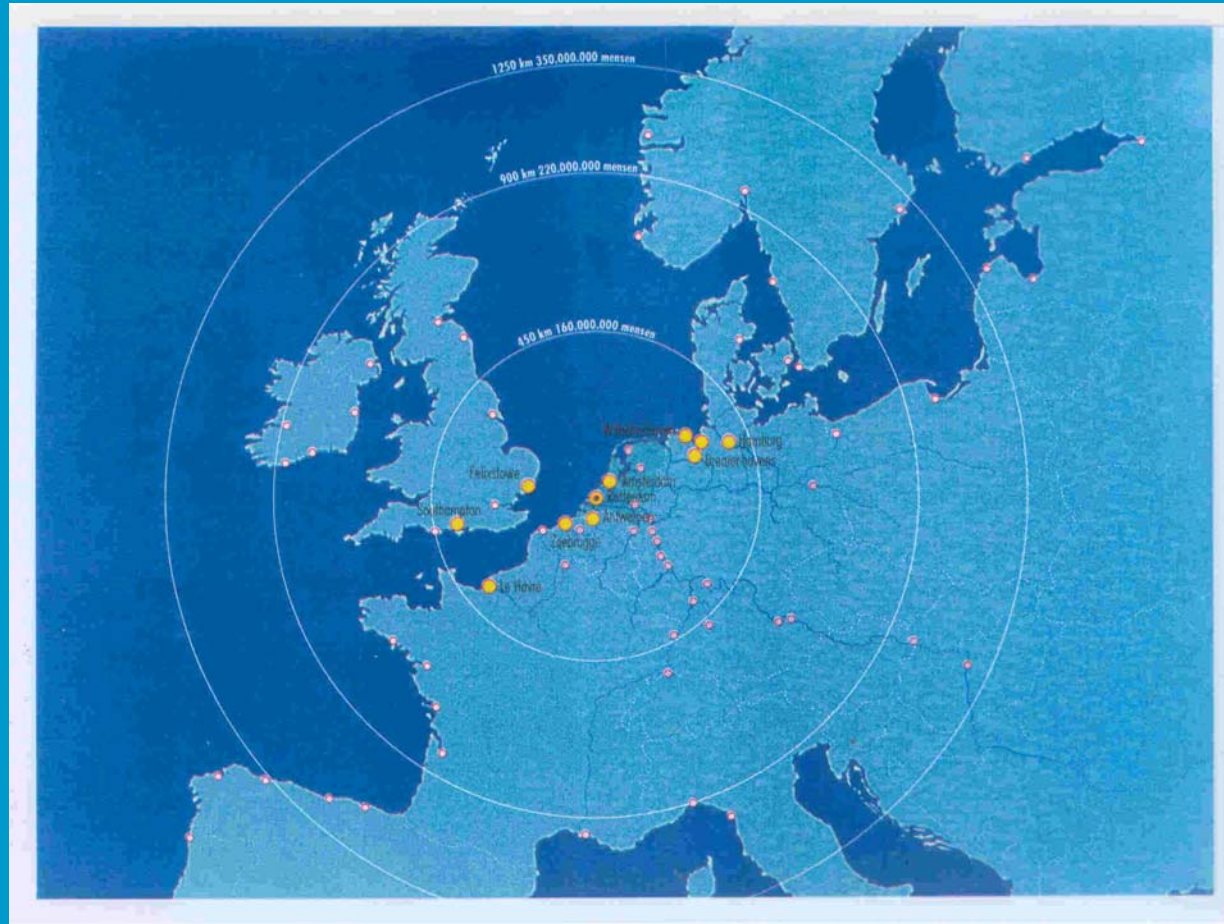 1250 km 350.000.000 mensen
900 km 220.000.000 mensen
450 km 160.000.000 mensen
Hamburg
Felixstowe
Amsterdam
Rotterdam
Southampton
Antwerpen
Zeebrugge
Le Havre